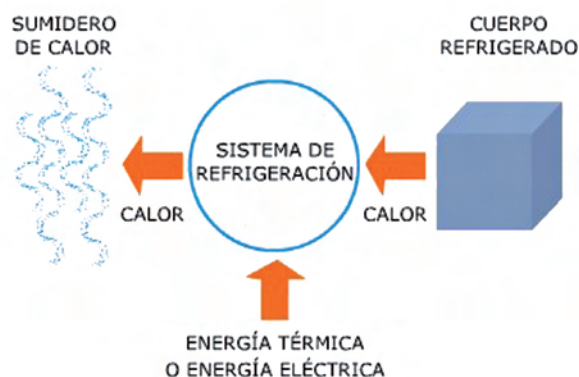 SUMIDERO
DE CALOR
CUERPO
REFRIGERADO
SISTEMA DE
REFRIGERACIÓN
CALOR
CALOR
ENERGÍA TÉRMICA
O ENERGÍA ELÉCTRICA